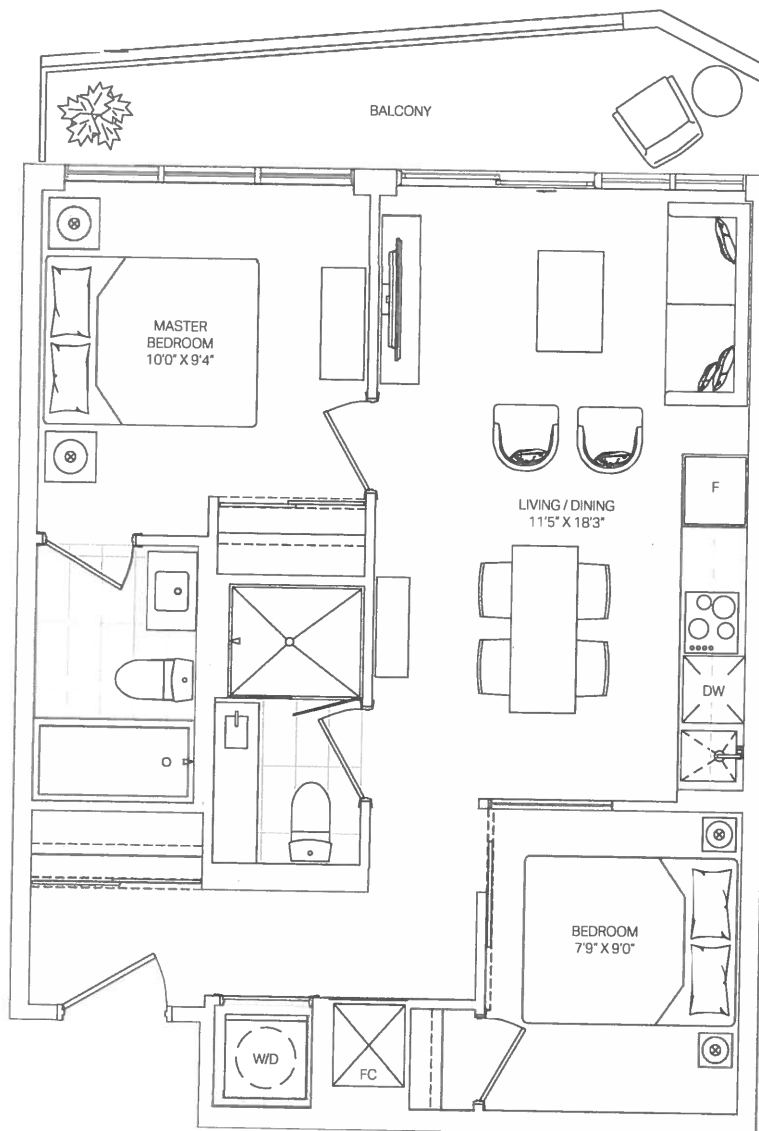 BALCONY
MASTER
BEDROOM
10'0" X 9'4"
F
LIVING / DINING
11'5" X 18'3"
DW
BEDROOM
7'9" X 9'0"
W/D
FC